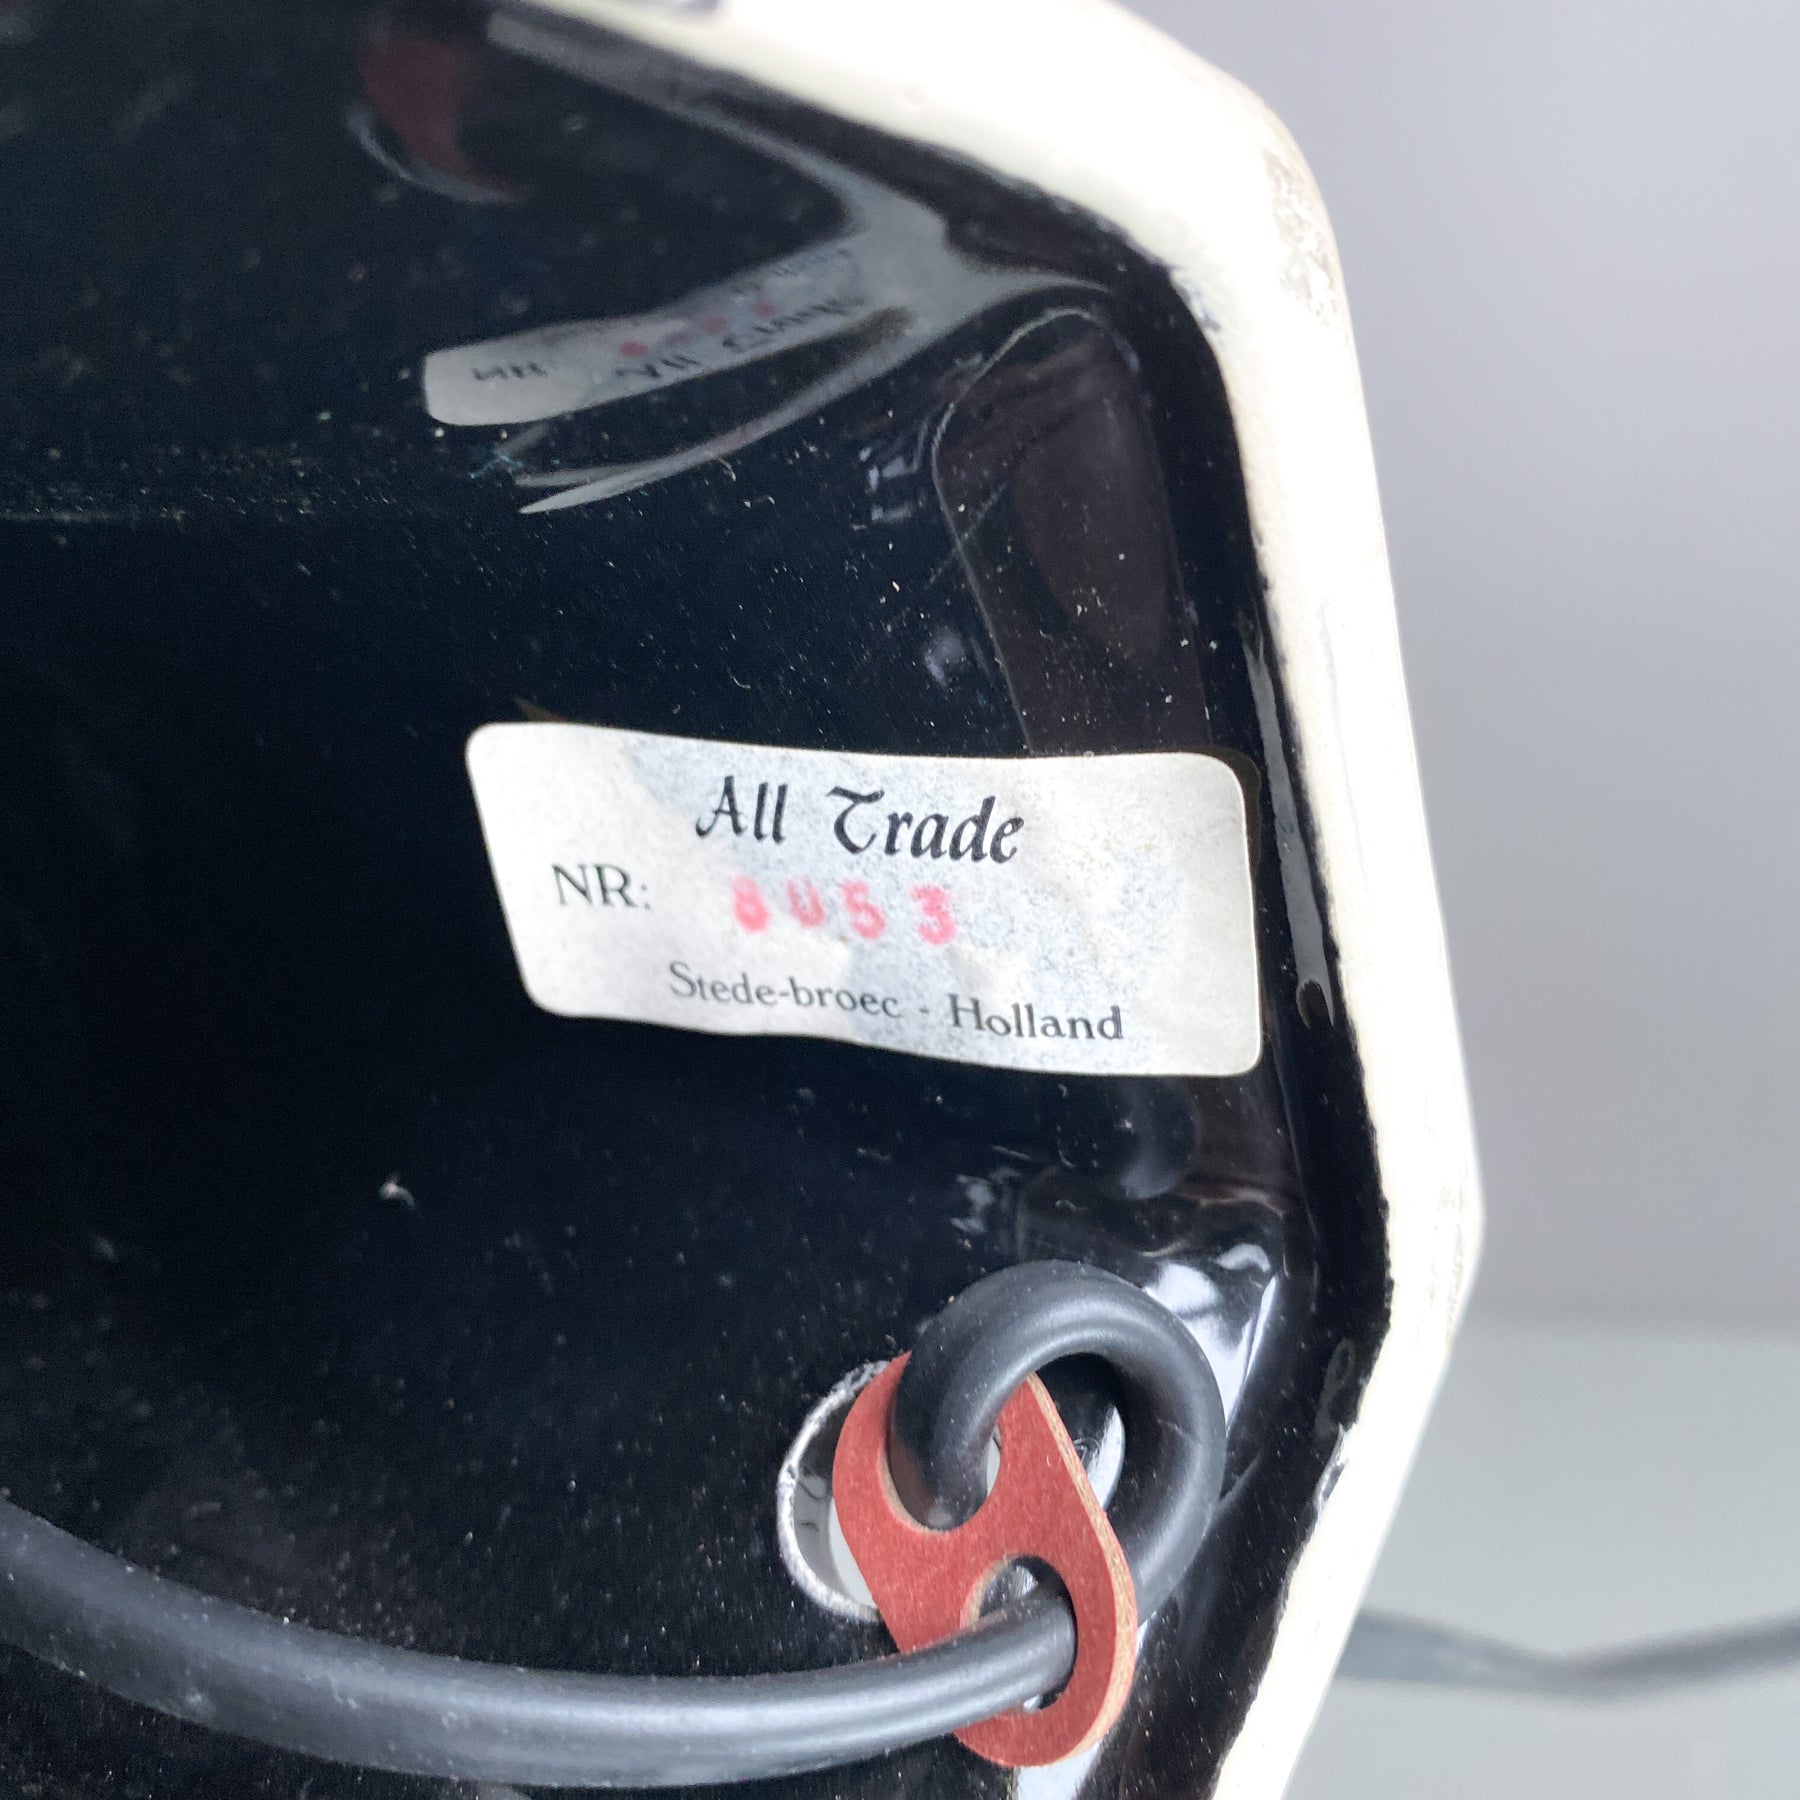 All Trade
NR: 8053
Stede-broec - Holland